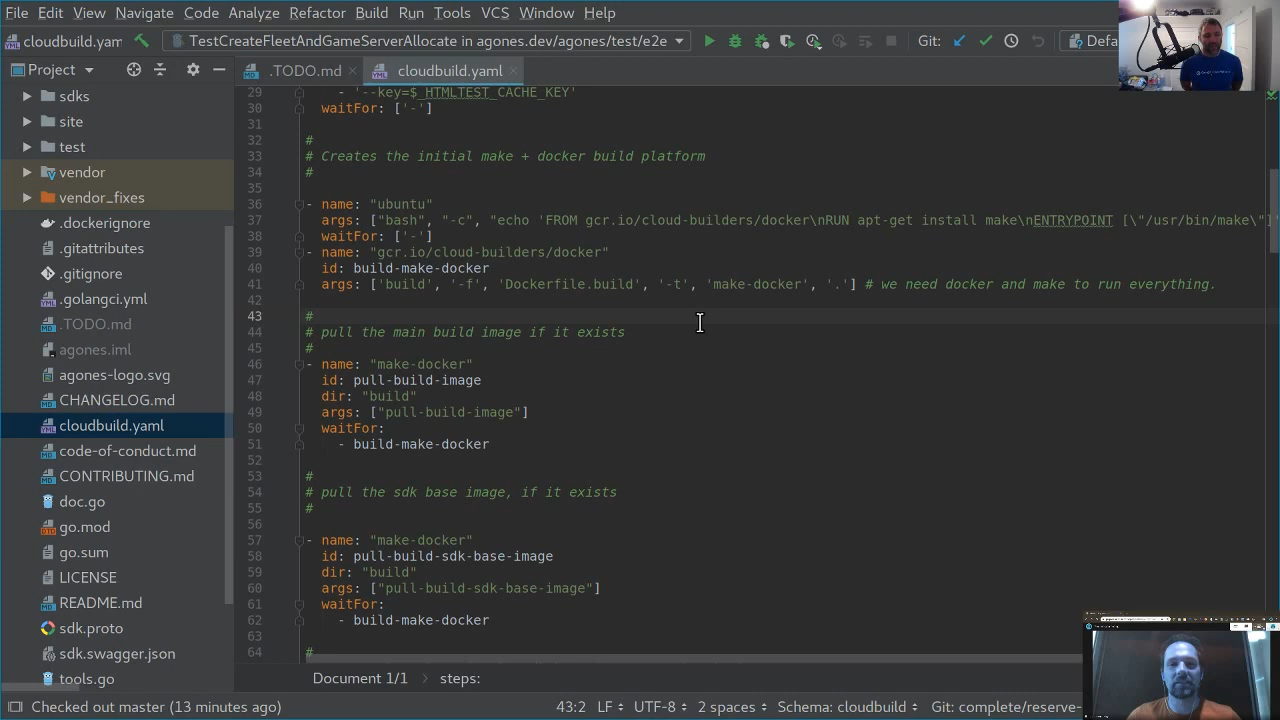 File Edit View Navigate Code Analyze Refactor Build Run Tools VCS Window Help
cloudbuild.yam
TestCreateFleetAndGameServerAllocate in agones.dev/agones/test/e2e
Git:
Defa
Project
.TODO.md
cloudbuild.yaml
sdks
site
test
vendor
vendor_fixes
.dockerignore
.gitattributes
.gitignore
.golangci.yml
.TODO.md
agones.iml
agones-logo.svg
CHANGELOG.md
cloudbuild.yaml
code-of-conduct.md
CONTRIBUTING.md
doc.go
go.mod
go.sum
LICENSE
README.md
sdk.proto
sdk.swagger.json
tools.go
29 - '--key=$_HTMLTEST_CACHE_KEY'
30 waitFor: ['-']
31
32 #
33 # Creates the initial make + docker build platform
34 #
35
36 - name: "ubuntu"
37 args: ["bash", "-c", "echo 'FROM gcr.io/cloud-builders/docker\nRUN apt-get install make\nENTRYPOINT [\"/usr/bin/make\"]
38 waitFor: ['-']
39 - name: "gcr.io/cloud-builders/docker"
40 id: build-make-docker
41 args: ['build', '-f', 'Dockerfile.build', '-t', 'make-docker', '.'] # we need docker and make to run everything.
42
43 #
44 # pull the main build image if it exists
45 #
46 - name: "make-docker"
47 id: pull-build-image
48 dir: "build"
49 args: ["pull-build-image"]
50 waitFor:
51 - build-make-docker
52
53 #
54 # pull the sdk base image, if it exists
55 #
56
57 - name: "make-docker"
58 id: pull-build-sdk-base-image
59 dir: "build"
60 args: ["pull-build-sdk-base-image"]
61 waitFor:
62 - build-make-docker
63
64 #
Document 1/1 steps:
Checked out master (13 minutes ago)
43:2 LF UTF-8 2 spaces Schema: cloudbuild Git: complete/reserve-